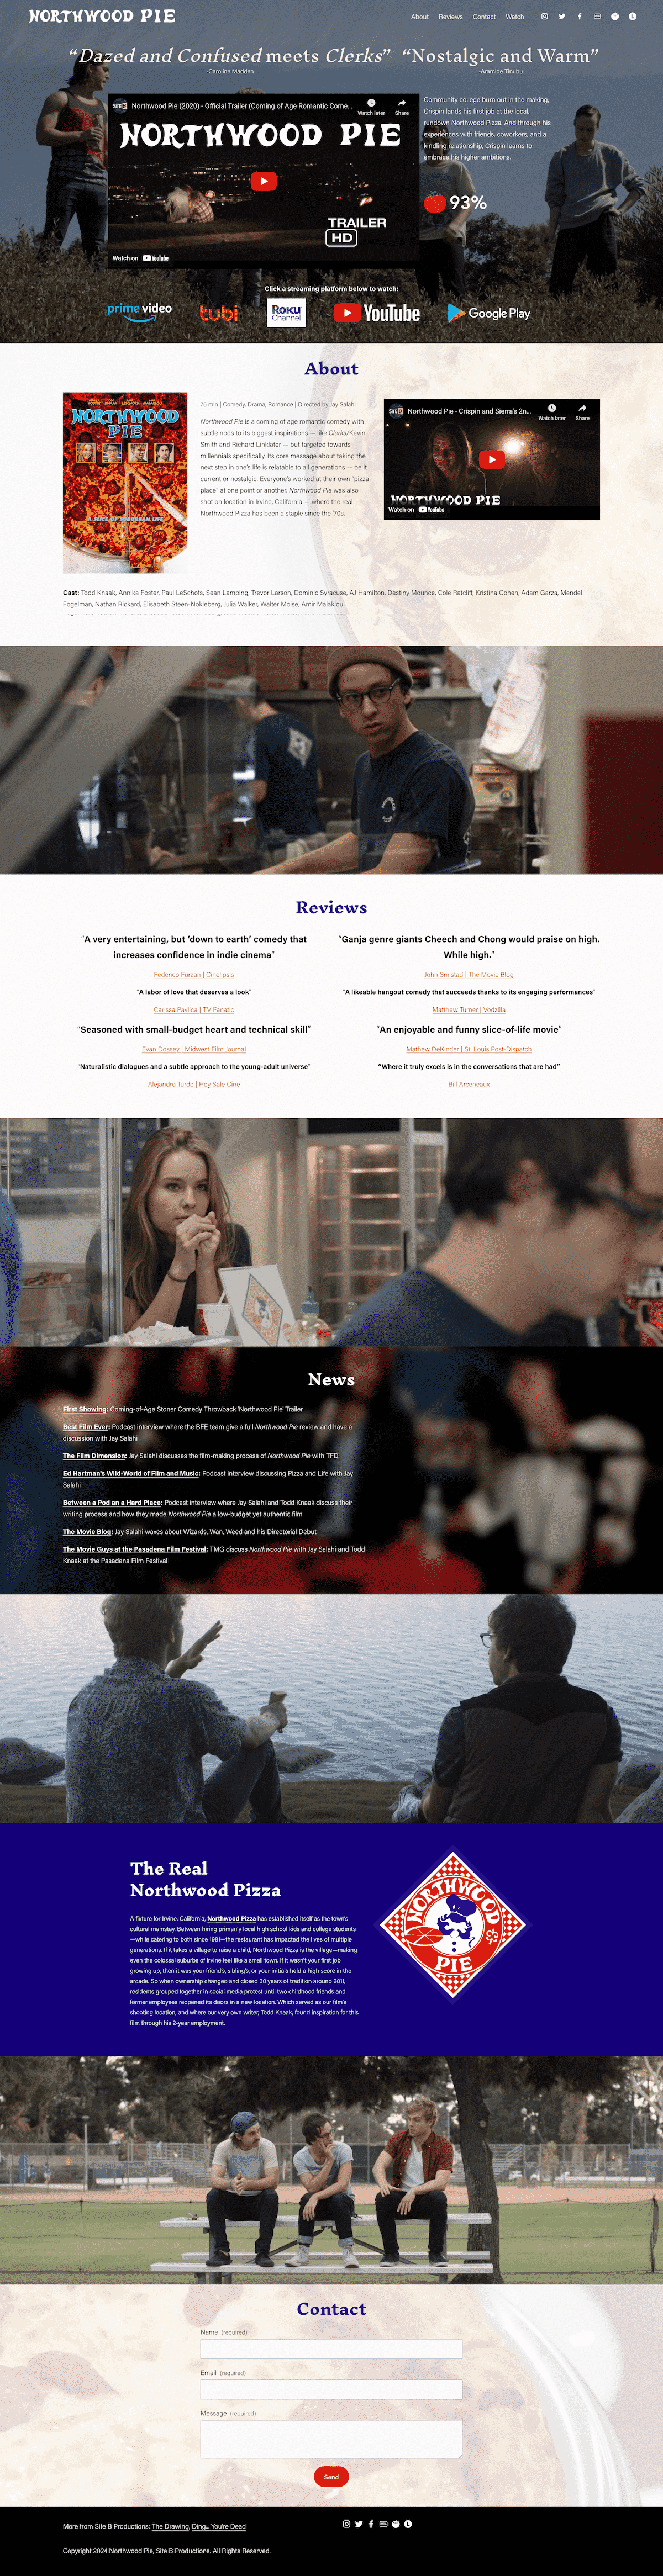 NORTHWOOD PIE
About Reviews Contact Watch
“Dazed and Confused meets Clerks”
-Caroline Madden
“Nostalgic and Warm”
-Aramide Tinubu
Northwood Pie (2020) - Official Trailer (Coming of Age Romantic Come...
Watch later
Share
NORTHWOOD PIE
TRAILER
HD
Watch on YouTube
Community college burn out in the making,
Crispin lands his first job at the local,
rundown Northwood Pizza. And through his
experiences with friends, coworkers, and a
kindling relationship, Crispin learns to
embrace his higher ambitions.
93%
Click a streaming platform below to watch:
prime video
tubi
Roku
Channel
YouTube
Google Play
About
NORTHWOOD
PIE
A SLICE OF SUBURBAN LIFE
75 min | Comedy, Drama, Romance | Directed by Jay Salahi
Northwood Pie is a coming of age romantic comedy with
subtle nods to its biggest inspirations — like Clerks/Kevin
Smith and Richard Linklater — but targeted towards
millennials specifically. Its core message about taking the
next step in one’s life is relatable to all generations — be it
current or nostalgic. Everyone’s worked at their own “pizza
place” at one point or another. Northwood Pie was also
shot on location in Irvine, California — where the real
Northwood Pizza has been a staple since the ’70s.
Northwood Pie - Crispin and Sierra's 2n...
Watch later
Share
NORTHWOOD PIE
Watch on YouTube
Cast: Todd Knaak, Annika Foster, Paul LeSchofs, Sean Lamping, Trevor Larson, Dominic Syracuse, AJ Hamilton, Destiny Mounce, Cole Ratcliff, Kristina Cohen, Adam Garza, Mendel
Fogelman, Nathan Rickard, Elisabeth Steen-Nokleberg, Julia Walker, Walter Moise, Amir Malaklou
Reviews
“A very entertaining, but ‘down to earth’ comedy that
increases confidence in indie cinema”
Federico Furzan | Cinelipsis
“A labor of love that deserves a look”
Carissa Pavlica | TV Fanatic
“Seasoned with small-budget heart and technical skill”
Evan Dossey | Midwest Film Journal
“Naturalistic dialogues and a subtle approach to the young-adult universe”
Alejandro Turdo | Hoy Sale Cine
“Ganja genre giants Cheech and Chong would praise on high.
While high.”
John Smistad | The Movie Blog
“A likeable hangout comedy that succeeds thanks to its engaging performances”
Matthew Turner | Vodzilla
“An enjoyable and funny slice-of-life movie”
Mathew DeKinder | St. Louis Post-Dispatch
“Where it truly excels is in the conversations that are had”
Bill Arceneaux
News
First Showing: Coming-of-Age Stoner Comedy Throwback 'Northwood Pie' Trailer
Best Film Ever: Podcast interview where the BFE team give a full Northwood Pie review and have a
discussion with Jay Salahi
The Film Dimension: Jay Salahi discusses the film-making process of Northwood Pie with TFD
Ed Hartman's Wild-World of Film and Music: Podcast interview discussing Pizza and Life with Jay
Salahi
Between a Pod an a Hard Place: Podcast interview where Jay Salahi and Todd Knaak discuss their
writing process and how they made Northwood Pie a low-budget yet authentic film
The Movie Blog: Jay Salahi waxes about Wizards, Wan, Weed and his Directorial Debut
The Movie Guys at the Pasadena Film Festival: TMG discuss Northwood Pie with Jay Salahi and Todd
Knaak at the Pasadena Film Festival
The Real
Northwood Pizza
A fixture for Irvine, California, Northwood Pizza has established itself as the town’s
cultural mainstay. Between hiring primarily local high school kids and college students
—while catering to both since 1981—the restaurant has impacted the lives of multiple
generations. If it takes a village to raise a child, Northwood Pizza is the village—making
even the colossal suburbs of Irvine feel like a small town. If it wasn’t your first job
growing up, then it was your friend’s, sibling’s, or your initials held a high score in the
arcade. So when ownership changed and closed 30 years of tradition around 2011,
residents grouped together in social media protest until two childhood friends and
former employees reopened its doors in a new location. Which served as our film’s
shooting location, and where our very own writer, Todd Knaak, found inspiration for this
film through his 2-year employment.
NORTHWOOD
PIE
Contact
Name (required)
Email (required)
Message (required)
Send
More from Site B Productions: The Drawing, Ding... You're Dead
Copyright 2024 Northwood Pie, Site B Productions. All Rights Reserved.